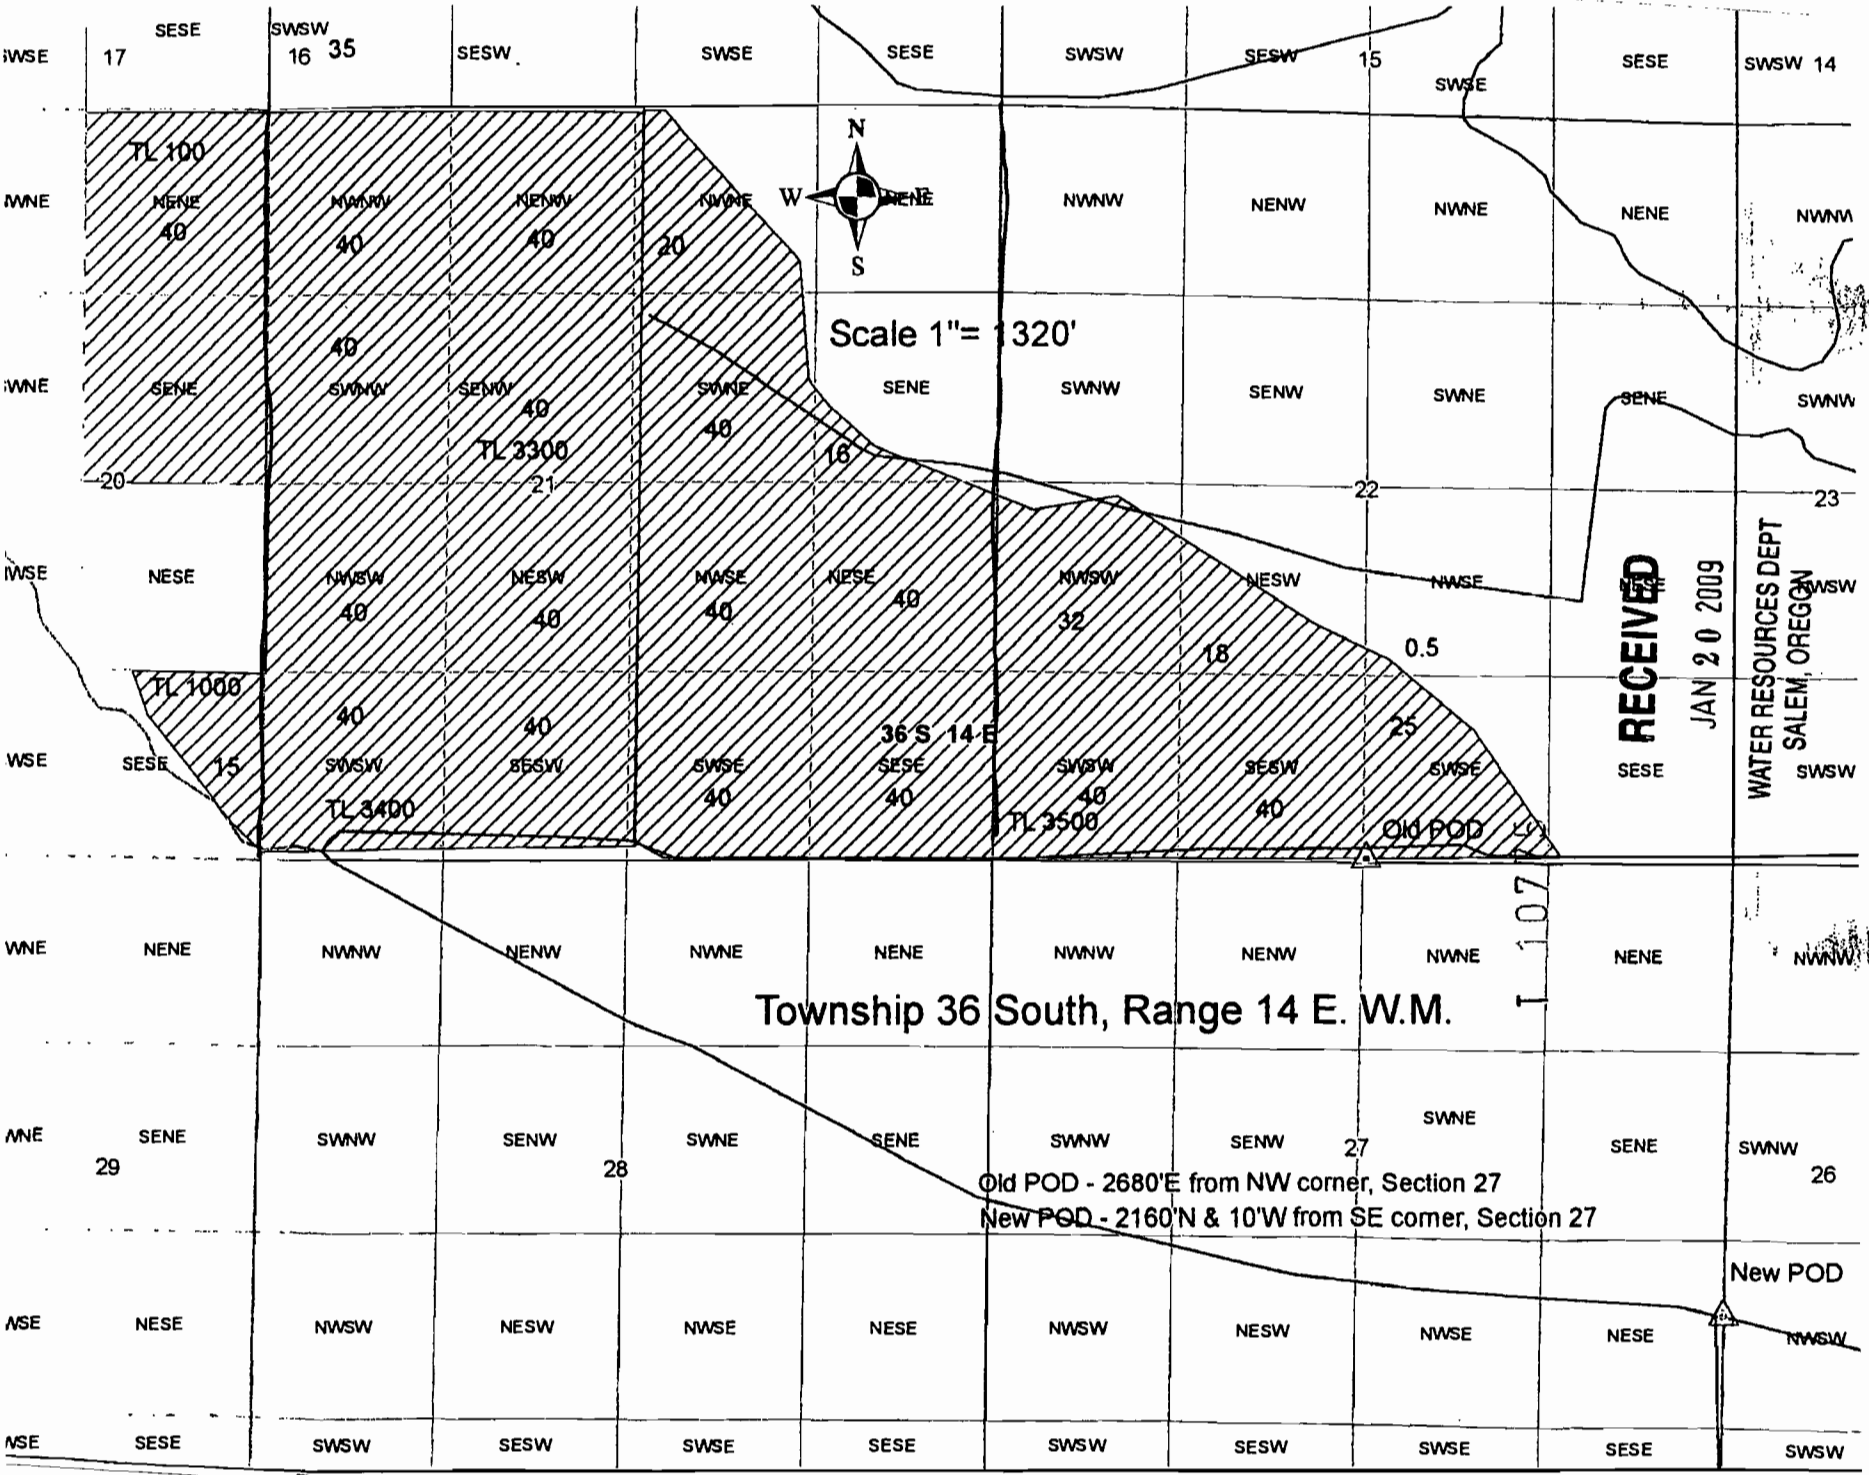 SESE SWSW
SWSE 17 16 35 SESW SWSE SESE SWSW SESW 15 SWSE SESE SWSW 14
TL 100
N
W E
S
NWNE NENE NWNW NENW NWNE NENE NWNW NENW NWNE NENE NWNW
40 40 40 20
Scale 1"= 1320'
40
SWNE SENE SWNW SENW SWNE SENE SWNW SENW SWNE SENE SWNW
40 40
TL 3300 16
20 21 22 23
NWSE NESE NWSW NESW NWSE NESE NWSW NESW NWSE NWSW
40 40 40 40 32
18 0.5
RECEIVED
JAN 20 2009
WATER RESOURCES DEPT
SALEM, OREGON
TL 1000
40 40 25
36 S 14 E
WSE SESE 15 SWSW SESW SWSE SESE SWSW SESW SWSE SESE SWSW
40 40 40 40
TL 3400 TL 3500 Old POD
T 107
WNE NENE NWNW NENW NWNE NENE NWNW NENW NWNE NENE NWNW
Township 36 South, Range 14 E. W.M.
SWNE
WNE SENE SWNW SENW SWNE SENE SWNW SENW 27 SENE SWNW
29 28 26
Old POD - 2680'E from NW corner, Section 27
New POD - 2160'N & 10'W from SE corner, Section 27
New POD
WSE NESE NWSW NESW NWSE NESE NWSW NESW NWSE NESE NWSW
WSE SESE SWSW SESW SWSE SESE SWSW SESW SWSE SESE SWSW